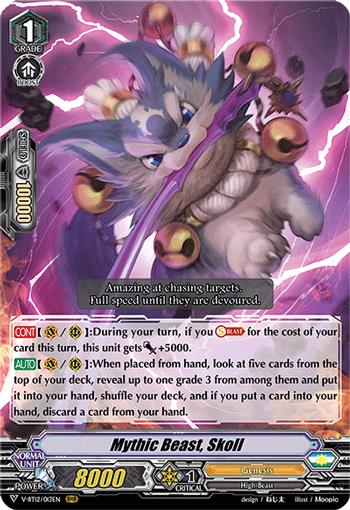 1
GRADE
BOOST
SHIELD 10000
Amazing at chasing targets.
Full speed until they are devoured.
CONT [ / ]:During your turn, if you S BLAST for the cost of your
card this turn, this unit gets +5000.
AUTO [ / ]:When placed from hand, look at five cards from the
top of your deck, reveal up to one grade 3 from among them and put
it into your hand, shuffle your deck, and if you put a card into your
hand, discard a card from your hand.
Mythic Beast, Skoll
NORMAL UNIT
POWER 8000
1
CRITICAL
Genesis
High Beast
V-BT12/013EN RRR
design / ねじ太 illust / Moopic